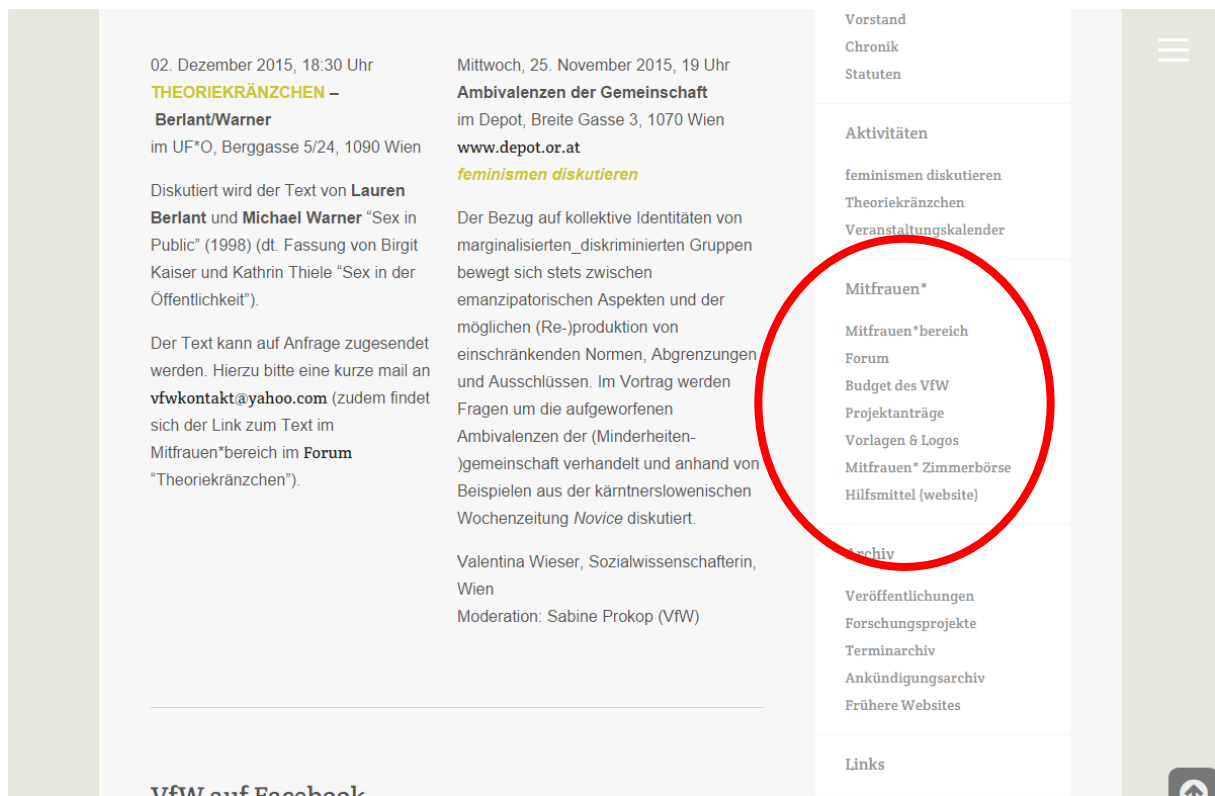 02. Dezember 2015, 18:30 Uhr
THEORIEKRÄNZCHEN –
Berlant/Warner
im UF*O, Berggasse 5/24, 1090 Wien
Diskutiert wird der Text von Lauren
Berlant und Michael Warner “Sex in
Public” (1998) (dt. Fassung von Birgit
Kaiser und Kathrin Thiele “Sex in der
Öffentlichkeit”).
Der Text kann auf Anfrage zugesendet
werden. Hierzu bitte eine kurze mail an
vfwkontakt@yahoo.com (zudem findet
sich der Link zum Text im
Mitfrauen*bereich im Forum
“Theoriekränzchen”).
Mittwoch, 25. November 2015, 19 Uhr
Ambivalenzen der Gemeinschaft
im Depot, Breite Gasse 3, 1070 Wien
www.depot.or.at
feminismen diskutieren
Der Bezug auf kollektive Identitäten von
marginalisierten_diskriminierten Gruppen
bewegt sich stets zwischen
emanzipatorischen Aspekten und der
möglichen (Re-)produktion von
einschränkenden Normen, Abgrenzungen
und Ausschlüssen. Im Vortrag werden
Fragen um die aufgeworfenen
Ambivalenzen der (Minderheiten-
)gemeinschaft verhandelt und anhand von
Beispielen aus der kärntnerslowenischen
Wochenzeitung Novice diskutiert.
Valentina Wieser, Sozialwissenschafterin,
Wien
Moderation: Sabine Prokop (VfW)
VfW auf Facebook
Vorstand
Chronik
Statuten
Aktivitäten
feminismen diskutieren
Theoriekränzchen
Veranstaltungskalender
Mitfrauen*
Mitfrauen*bereich
Forum
Budget des VfW
Projektanträge
Vorlagen & Logos
Mitfrauen* Zimmerbörse
Hilfsmittel (website)
Archiv
Veröffentlichungen
Forschungsprojekte
Terminarchiv
Ankündigungsarchiv
Frühere Websites
Links